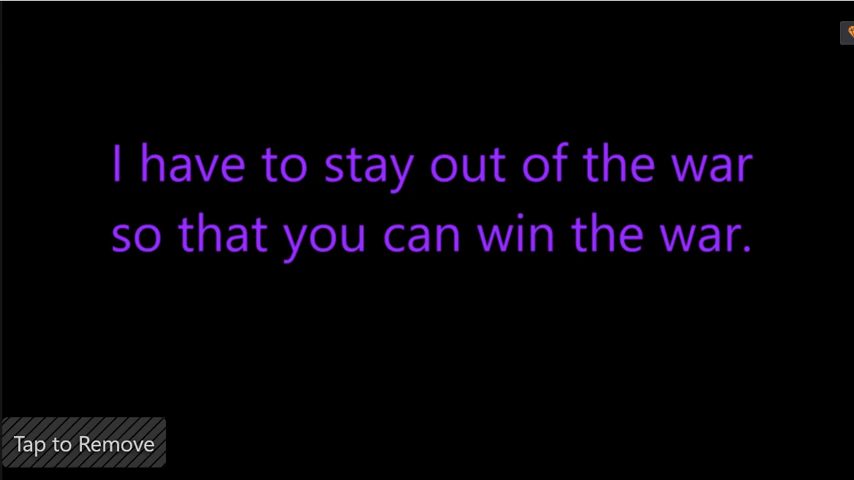 I have to stay out of the war
so that you can win the war.
Tap to Remove